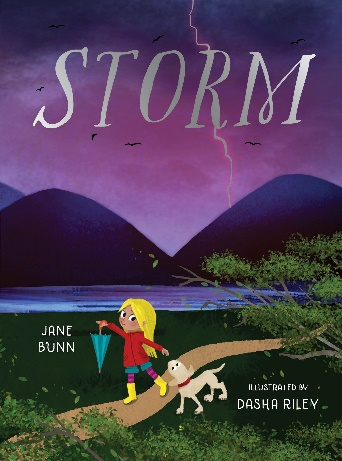 STORM
JANE
BUNN
ILLUSTRATED BY
DASHA RILEY